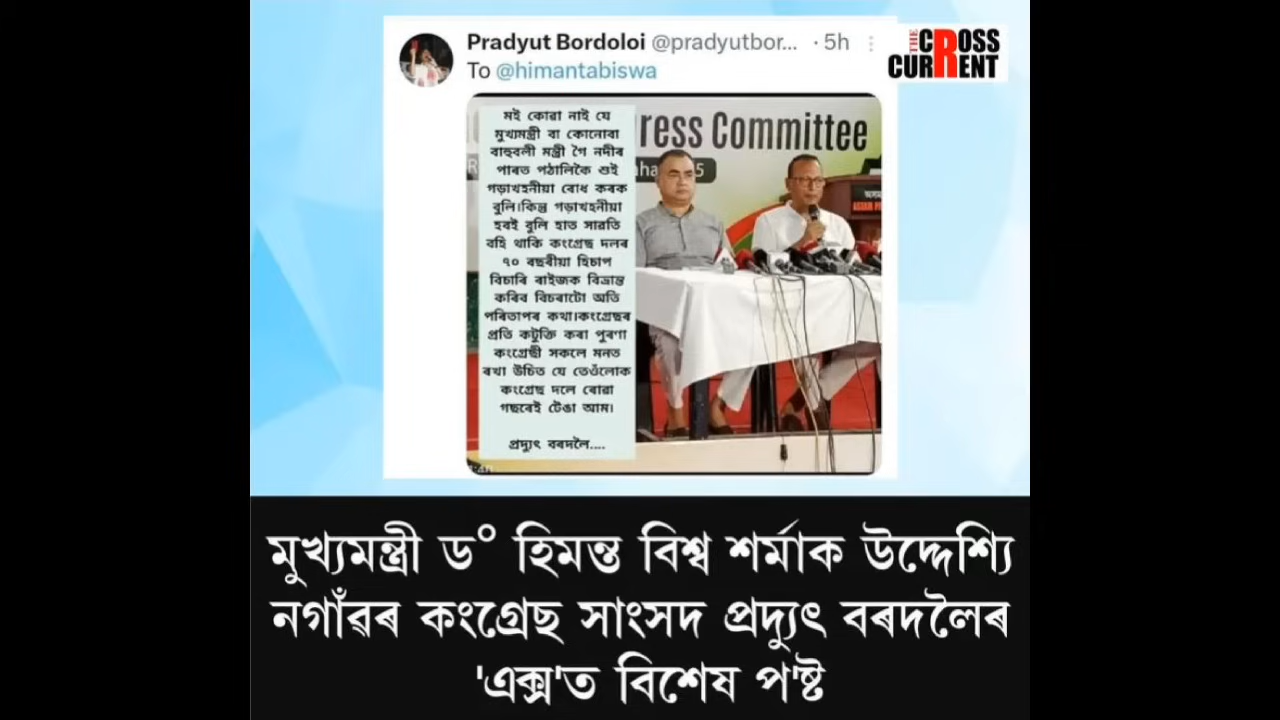 Pradyut Bordoloi @pradyutbor... · 5h
To @himantabiswa
THE CROSS
CURRENT
ress Committee
মই কোৱা নাই যে
মুখ্যমন্ত্ৰী বা কোনোবা
বাহুবলী মন্ত্ৰী গৈ নদীৰ
পাৰত পঠালিকৈ শুই
গড়াখহনীয়া ৰোধ কৰক
বুলি।কিন্তু গড়াখহনীয়া
হবই বুলি হাত সাৱতি
বহি থাকি কংগ্ৰেছ দলৰ
৭০ বছৰীয়া হিচাপ
বিচাৰি ৰাইজক বিভ্ৰান্ত
কৰিব বিচৰাটো অতি
পৰিতাপৰ কথা।কংগ্ৰেছৰ
প্ৰতি কটুক্তি কৰা পুৰণা
কংগ্ৰেছী সকলে মনত
ৰখা উচিত যে তেওঁলোক
কংগ্ৰেছ দলে ৰোৱা
গছৰেই টেঙা আম।
প্ৰদ্যুৎ বৰদলৈ....
মুখ্যমন্ত্ৰী ড° হিমন্ত বিশ্ব শৰ্মাক উদ্দেশ্যি
নগাঁৱৰ কংগ্ৰেছ সাংসদ প্ৰদ্যুৎ বৰদলৈৰ
'এক্স'ত বিশেষ প'ষ্ট